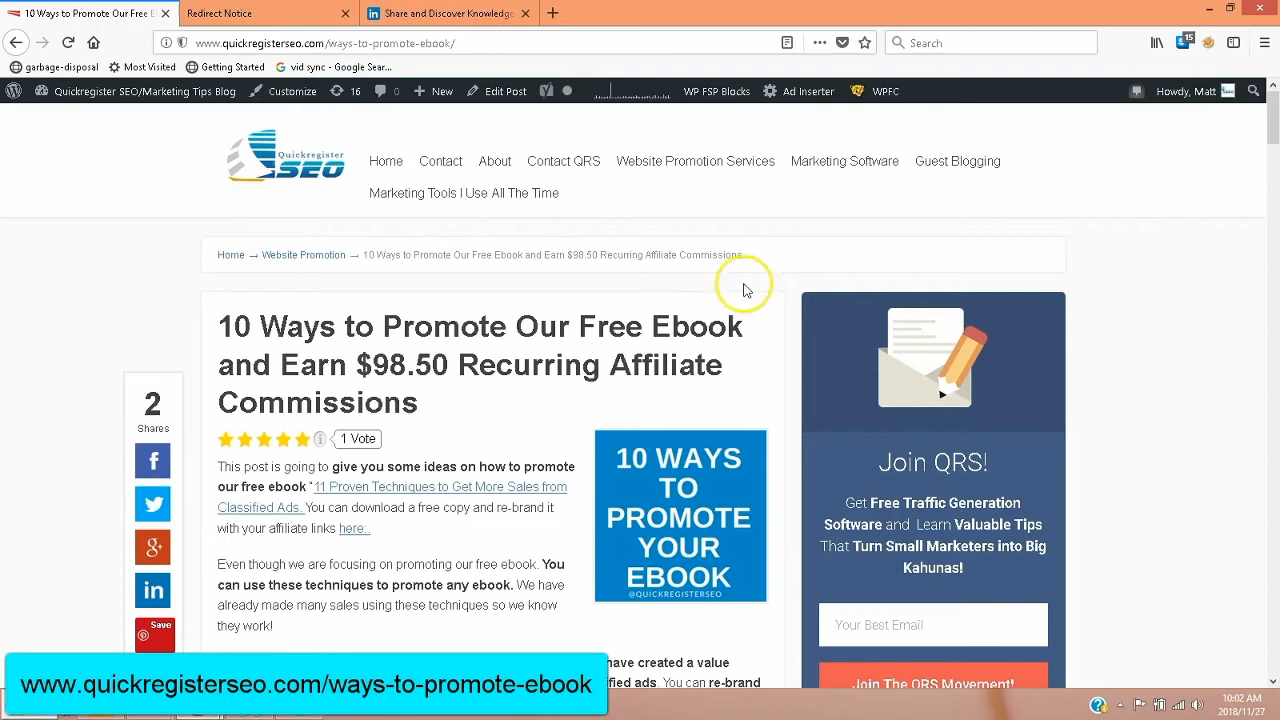 10 Ways to Promote Our Free E
Redirect Notice
Share and Discover Knowledge
www.quickregisterseo.com/ways-to-promote-ebook/
Search
15
garbage-disposal
Most Visited
Getting Started
vid sync - Google Sear...
Quickregister SEO/Marketing Tips Blog
Customize
16
0
New
Edit Post
WP FSP Blocks
Ad Inserter
WPFC
Howdy, Matt
Quickregister
SEO
Home
Contact
About
Contact QRS
Website Promotion Services
Marketing Software
Guest Blogging
Marketing Tools I Use All The Time
Home → Website Promotion → 10 Ways to Promote Our Free Ebook and Earn $98.50 Recurring Affiliate Commissions
10 Ways to Promote Our Free Ebook
and Earn $98.50 Recurring Affiliate
Commissions
1 Vote
2
Shares
Save
This post is going to give you some ideas on how to promote
our free ebook "11 Proven Techniques to Get More Sales from
Classified Ads. You can download a free copy and re-brand it
with your affiliate links here:.
Even though we are focusing on promoting our free ebook. You
can use these techniques to promote any ebook. We have
already made many sales using these techniques so we know
they work!
have created a value
fied ads. You can re-brand
10 WAYS
TO
PROMOTE
YOUR
EBOOK
@QUICKREGISTERSEO
Join QRS!
Get Free Traffic Generation
Software and Learn Valuable Tips
That Turn Small Marketers into Big
Kahunas!
Your Best Email
Join The QRS Movement!
www.quickregisterseo.com/ways-to-promote-ebook
10:02 AM
2018/11/27